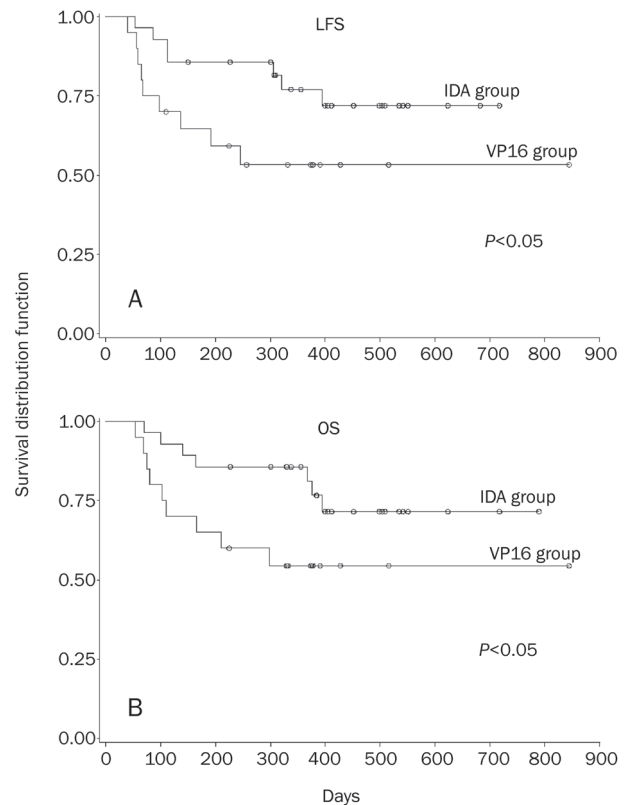 LFS
1.00
0.75
0.50
0.25
0.00
IDA group
VP16 group
P<0.05
A
0 100 200 300 400 500 600 700 800 900
Survival distribution function
OS
1.00
0.75
0.50
0.25
0.00
IDA group
VP16 group
P<0.05
B
0 100 200 300 400 500 600 700 800 900
Days